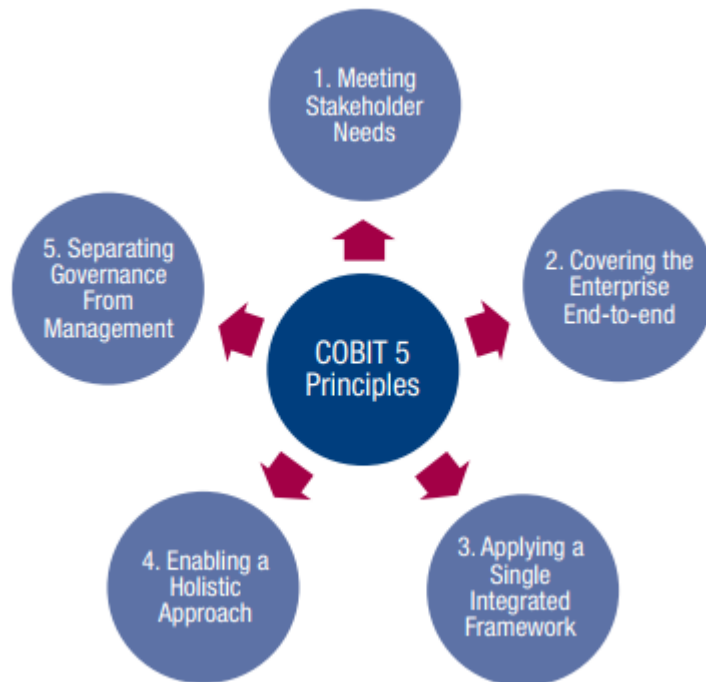 1. Meeting
Stakeholder
Needs
5. Separating
Governance
From
Management
2. Covering the
Enterprise
End-to-end
COBIT 5
Principles
4. Enabling a
Holistic
Approach
3. Applying a
Single
Integrated
Framework